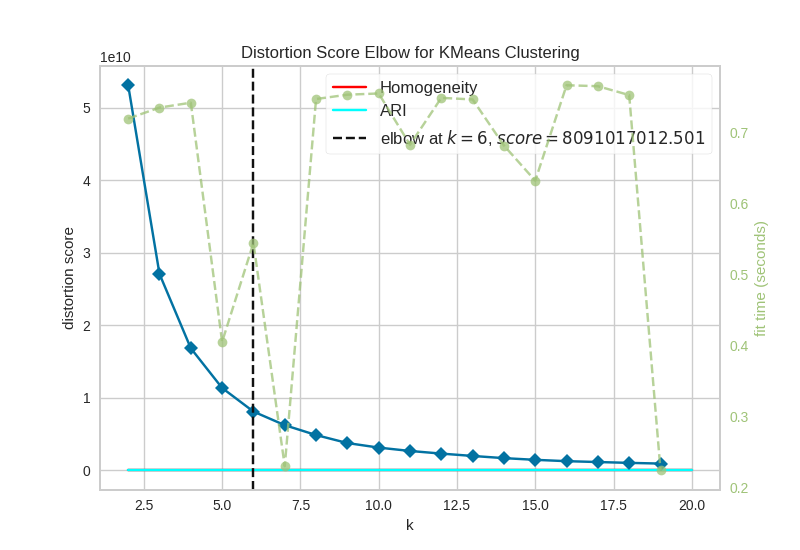 Distortion Score Elbow for KMeans Clustering
1e10
Homogeneity
ARI
elbow at k = 6, score = 8091017012.501
5
4
3
2
1
0
distortion score
0.7
0.6
0.5
0.4
0.3
0.2
fit time (seconds)
2.5 5.0 7.5 10.0 12.5 15.0 17.5 20.0
k